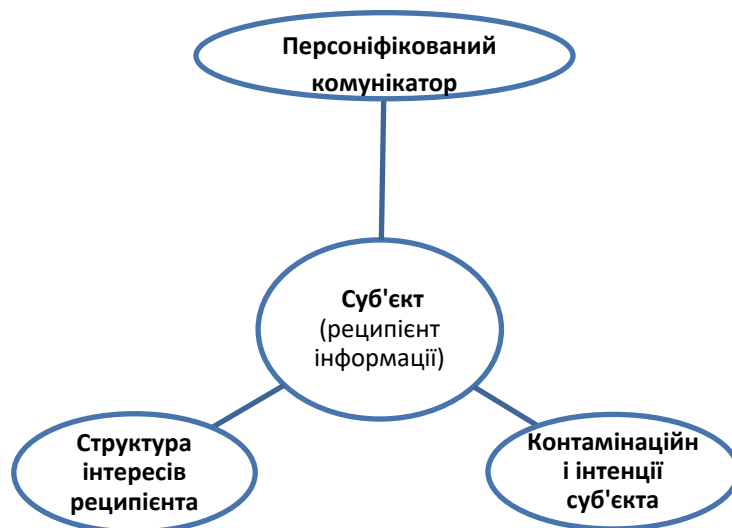 Персоніфікований
комунікатор
Суб'єкт
(реципієнт
інформації)
Структура
інтересів
реципієнта
Контамінаційн
і інтенції
суб'єкта